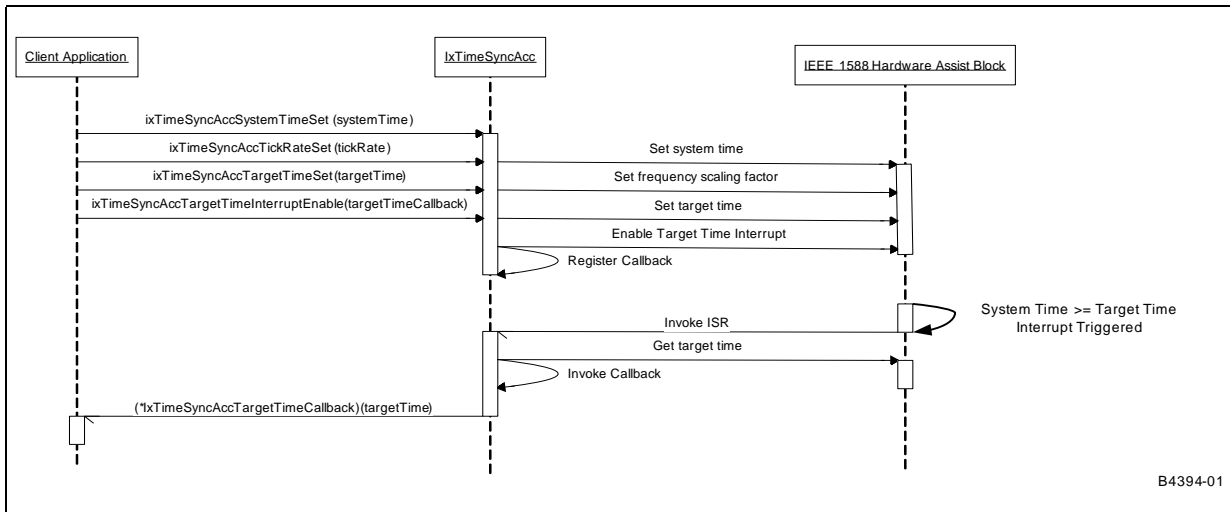 Client Application
IxTimeSyncAcc
IEEE 1588 Hardware Assist Block
ixTimeSyncAccSystemTimeSet (systemTime)
ixTimeSyncAccTickRateSet (tickRate)
Set system time
ixTimeSyncAccTargetTimeSet(targetTime)
Set frequency scaling factor
ixTimeSyncAccTargetTimeInterruptEnable(targetTimeCallback)
Set target time
Enable Target Time Interrupt
Register Callback
System Time >= Target Time
Interrupt Triggered
Invoke ISR
Get target time
Invoke Callback
(*IxTimeSyncAccTargetTimeCallback)(targetTime)
B4394-01